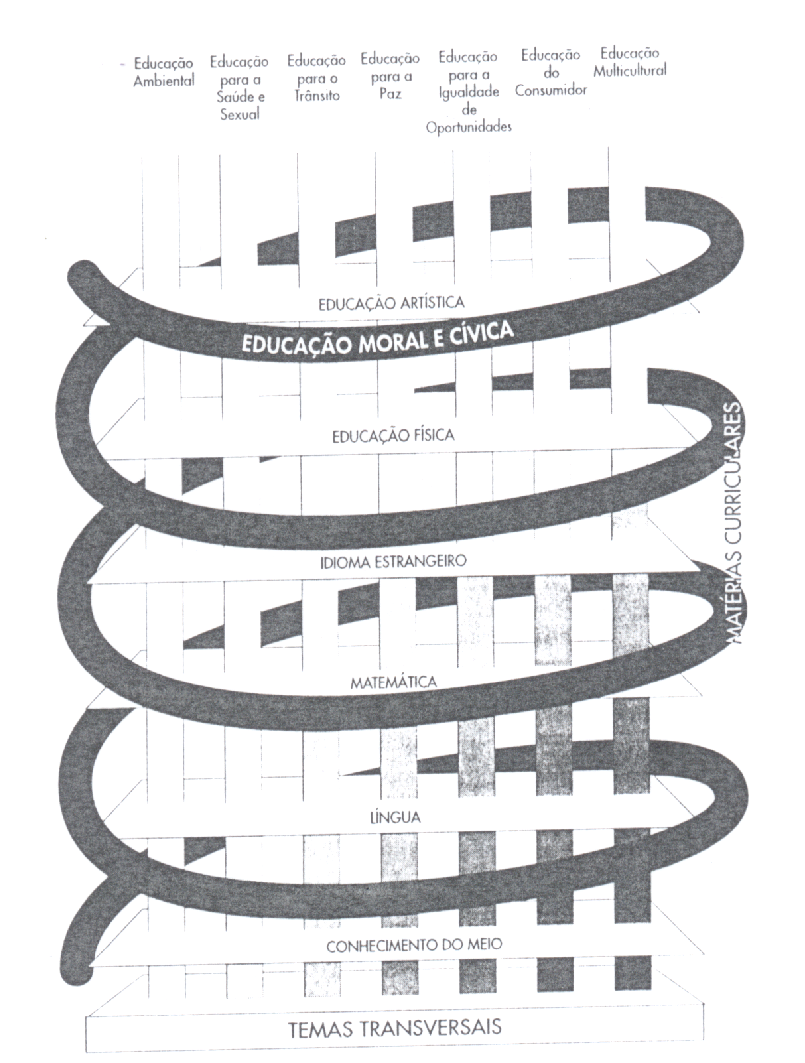 Educação
Ambiental
Educação
para a
Saúde e
Sexual
Educação
para o
Trânsito
Educação
para a
Paz
Educação
para a
Igualdade
de
Oportunidades
Educação
do
Consumidor
Educação
Multicultural
EDUCAÇÃO ARTÍSTICA
EDUCAÇÃO MORAL E CÍVICA
EDUCAÇÃO FÍSICA
MATÉRIAS CURRICULARES
IDIOMA ESTRANGEIRO
MATEMÁTICA
LÍNGUA
CONHECIMENTO DO MEIO
TEMAS TRANSVERSAIS